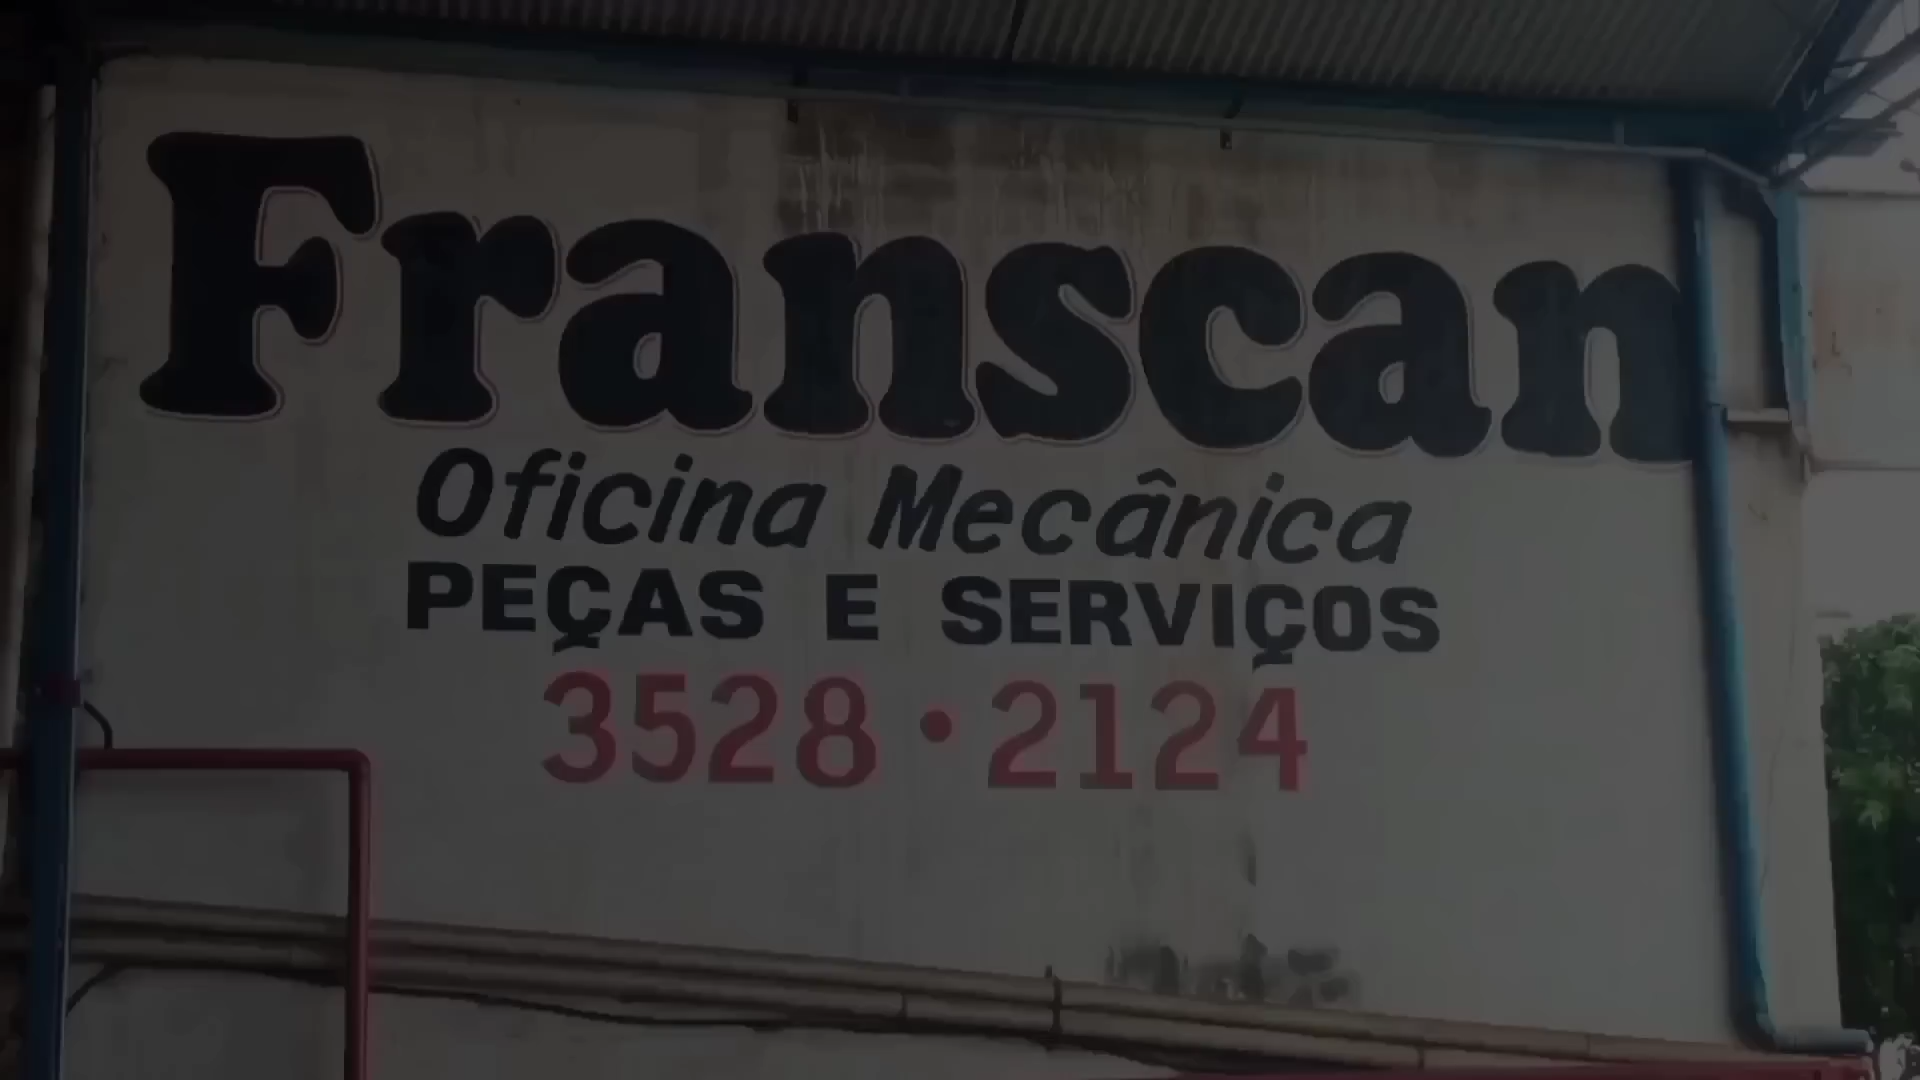 Franscan
Oficina Mecânica
PEÇAS E SERVIÇOS
3528 • 2124